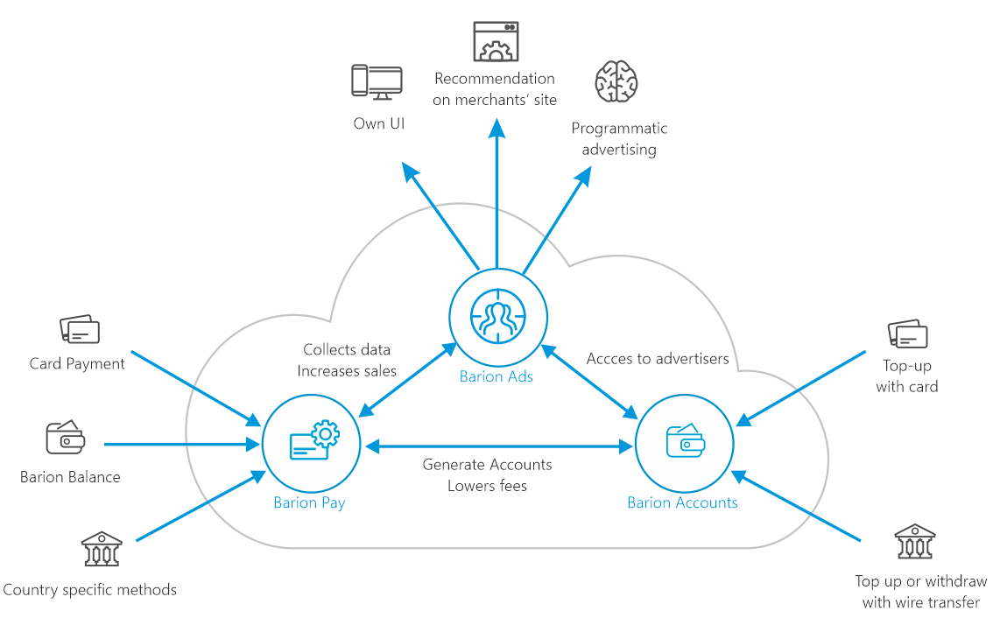 Recommendation
on merchants’ site
Own UI
Programmatic
advertising
Collects data
Increases sales
Accces to advertisers
Barion Ads
Card Payment
Top-up
with card
Generate Accounts
Lowers fees
Barion Balance
Barion Pay
Barion Accounts
Country specific methods
Top up or withdraw
with wire transfer